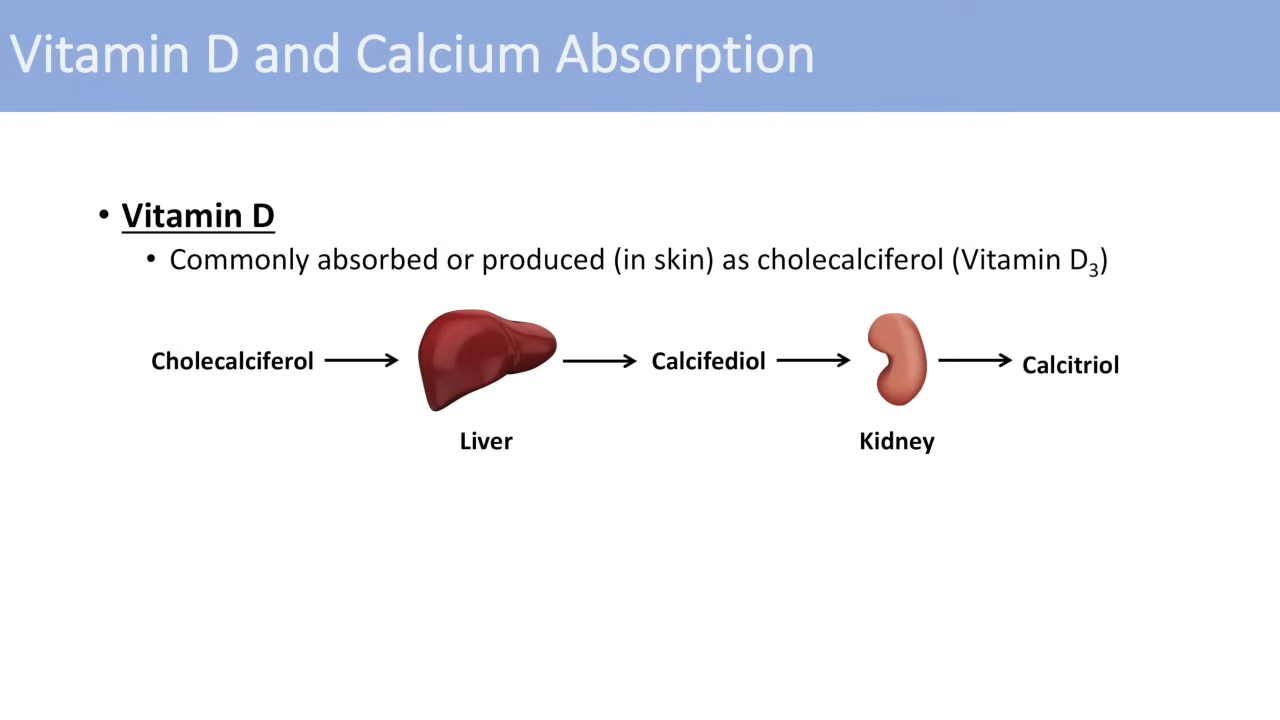 Vitamin D and Calcium Absorption
• Vitamin D
• Commonly absorbed or produced (in skin) as cholecalciferol (Vitamin D₃)
Cholecalciferol
Calcifediol
Calcitriol
Liver
Kidney